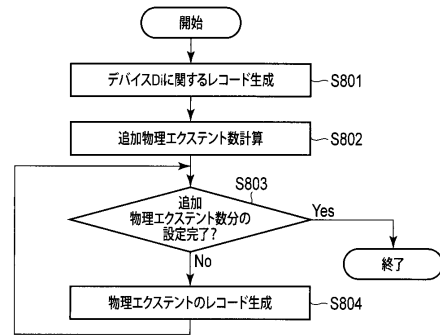 開始
デバイスDiに関するレコード生成
S801
追加物理エクステント数計算
S802
S803
追加
物理エクステント数分の
設定完了?
Yes
No
終了
物理エクステントのレコード生成
S804